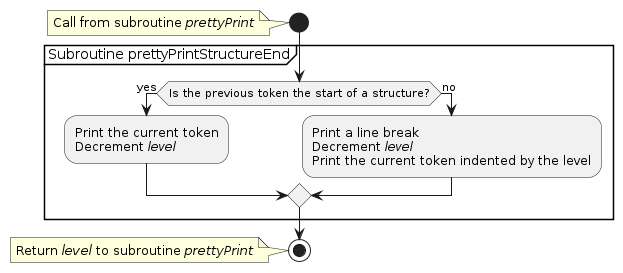 Call from subroutine prettyPrint
Subroutine prettyPrintStructureEnd
Is the previous token the start of a structure?
yes
no
Print the current token
Decrement level
Print a line break
Decrement level
Print the current token indented by the level
Return level to subroutine prettyPrint